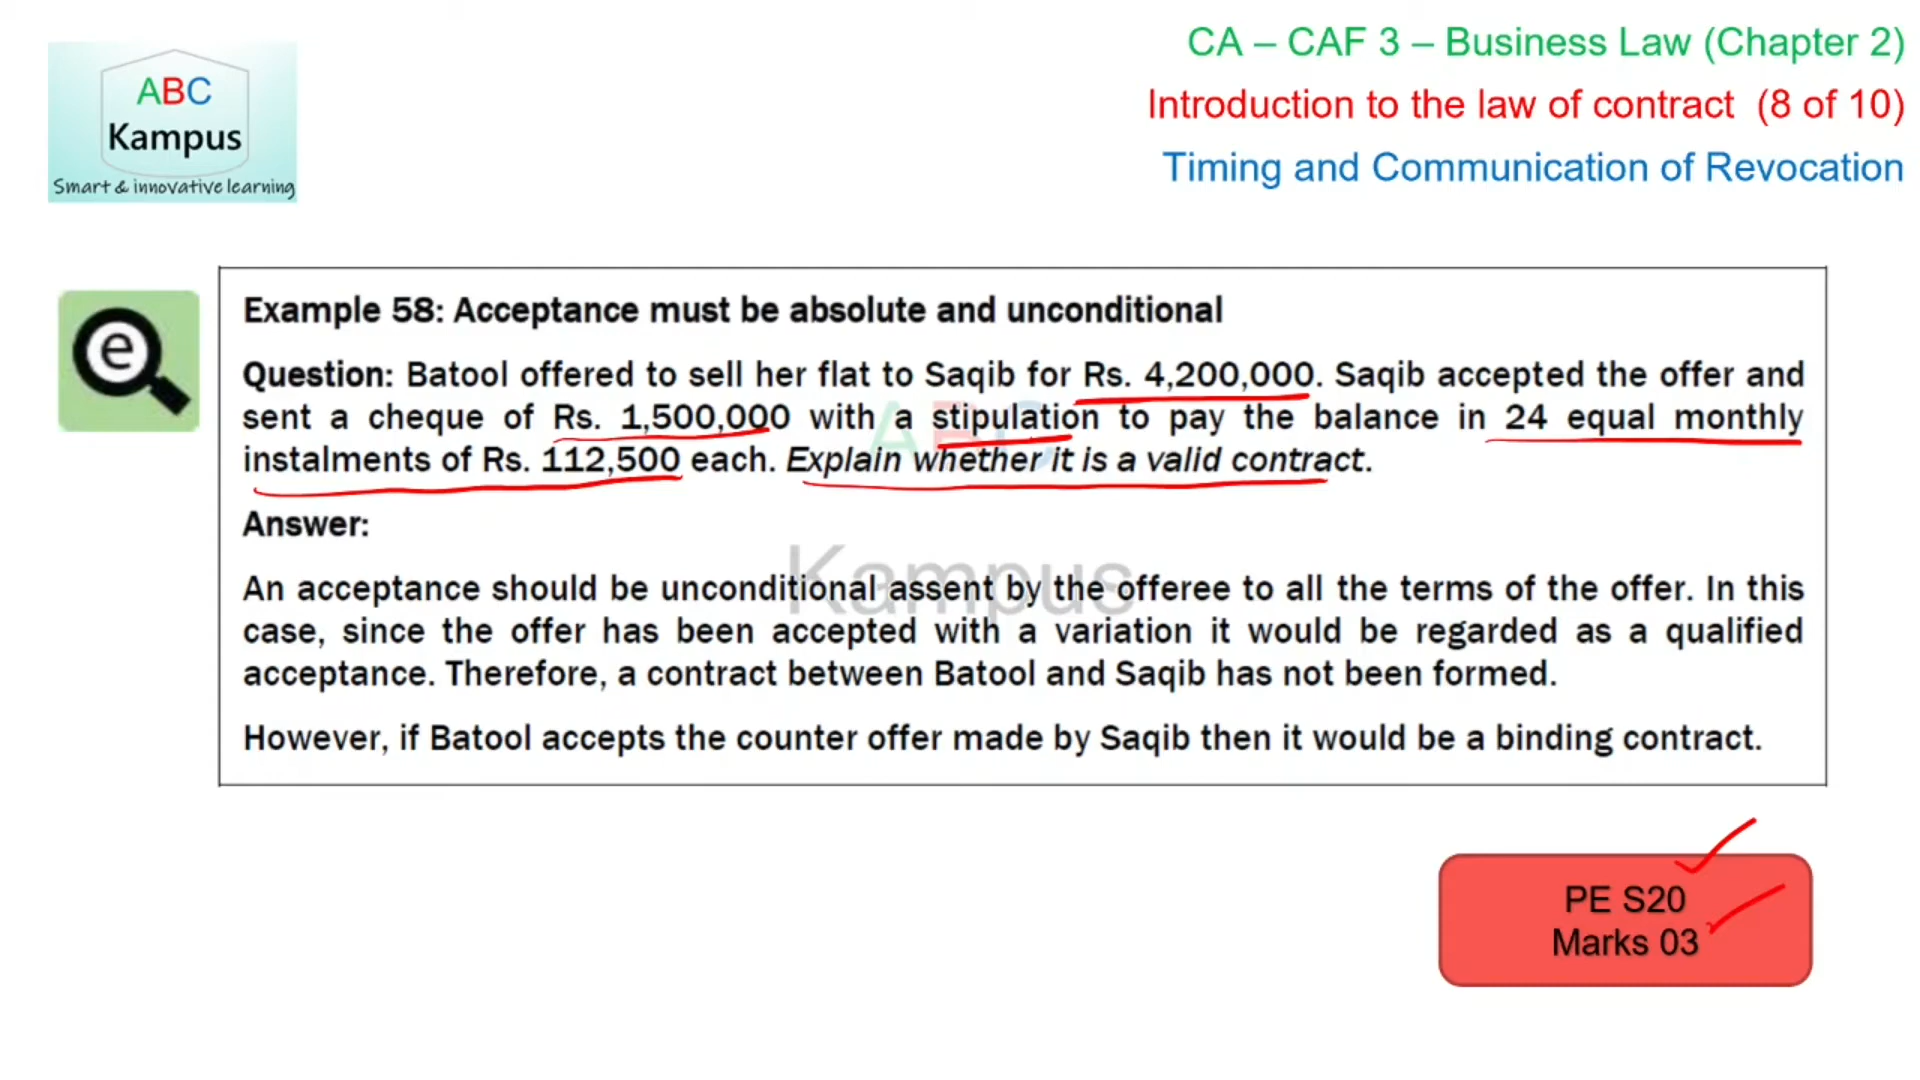 ABC
Kampus
Smart & innovative learning
CA – CAF 3 – Business Law (Chapter 2)
Introduction to the law of contract (8 of 10)
Timing and Communication of Revocation
e
Example 58: Acceptance must be absolute and unconditional
Question: Batool offered to sell her flat to Saqib for Rs. 4,200,000. Saqib accepted the offer and
sent a cheque of Rs. 1,500,000 with a stipulation to pay the balance in 24 equal monthly
instalments of Rs. 112,500 each. Explain whether it is a valid contract.
Answer:
An acceptance should be unconditional assent by the offeree to all the terms of the offer. In this
case, since the offer has been accepted with a variation it would be regarded as a qualified
acceptance. Therefore, a contract between Batool and Saqib has not been formed.
However, if Batool accepts the counter offer made by Saqib then it would be a binding contract.
ABC
Kampus
PE S20
Marks 03